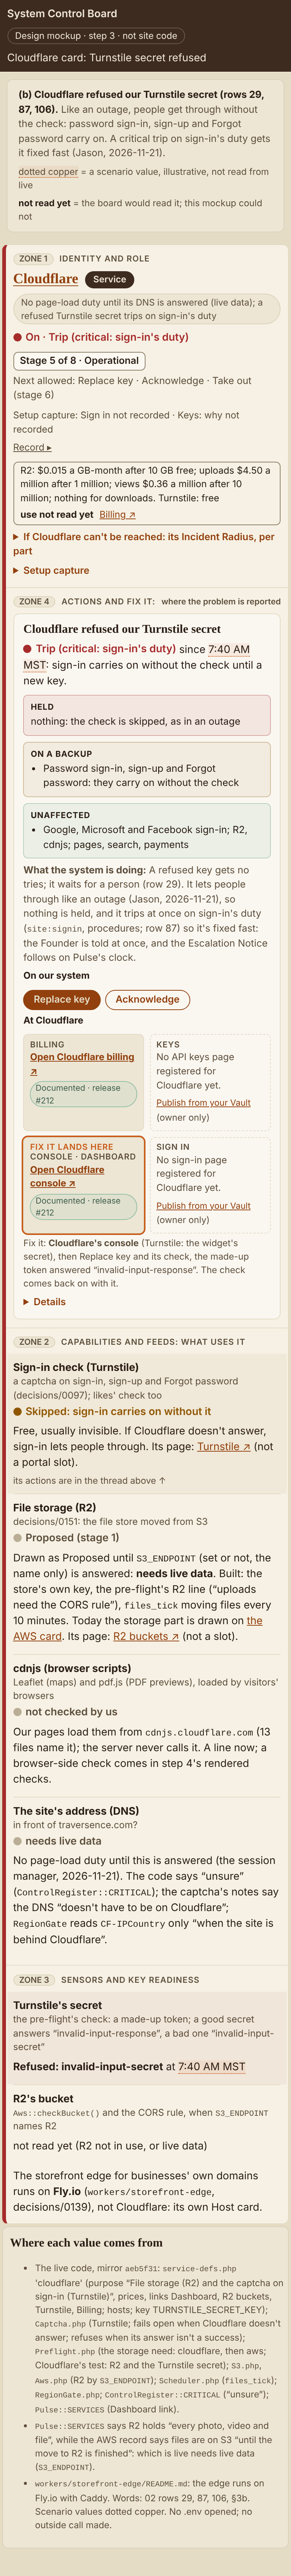 System Control Board
Design mockup · step 3 · not site code
Cloudflare card: Turnstile secret refused
(b) Cloudflare refused our Turnstile secret (rows 29,
87, 106). Like an outage, people get through without
the check: password sign-in, sign-up and Forgot
password carry on. A critical trip on sign-in's duty gets
it fixed fast (Jason, 2026-11-21).
dotted copper = a scenario value, illustrative, not read from
live
not read yet = the board would read it; this mockup could
not
ZONE 1 IDENTITY AND ROLE
Cloudflare Service
No page-load duty until its DNS is answered (live data); a
refused Turnstile secret trips on sign-in's duty
On · Trip (critical: sign-in's duty)
Stage 5 of 8 · Operational
Next allowed: Replace key · Acknowledge · Take out
(stage 6)
Setup capture: Sign in not recorded · Keys: why not
recorded
Record ▸
R2: $0.015 a GB-month after 10 GB free; uploads $4.50 a
million after 1 million; views $0.36 a million after 10
million; nothing for downloads. Turnstile: free
use not read yet Billing ↗
▸ If Cloudflare can't be reached: its Incident Radius, per
part
▸ Setup capture
ZONE 4 ACTIONS AND FIX IT: where the problem is reported
Cloudflare refused our Turnstile secret
Trip (critical: sign-in's duty) since 7:40 AM
MST: sign-in carries on without the check until a
new key.
HELD
nothing: the check is skipped, as in an outage
ON A BACKUP
• Password sign-in, sign-up and Forgot
password: they carry on without the check
UNAFFECTED
• Google, Microsoft and Facebook sign-in; R2,
cdnjs; pages, search, payments
What the system is doing: A refused key gets no
tries; it waits for a person (row 29). It lets people
through like an outage (Jason, 2026-11-21), so
nothing is held, and it trips at once on sign-in's duty
(site:signin, procedures; row 87) so it's fixed fast:
the Founder is told at once, and the Escalation Notice
follows on Pulse's clock.
On our system
Replace key Acknowledge
At Cloudflare
BILLING
Open Cloudflare billing
↗
Documented · release
#212
KEYS
No API keys page
registered for
Cloudflare yet.
Publish from your Vault
(owner only)
FIX IT LANDS HERE
CONSOLE · DASHBOARD
Open Cloudflare
console ↗
Documented · release
#212
SIGN IN
No sign-in page
registered for
Cloudflare yet.
Publish from your Vault
(owner only)
Fix it: Cloudflare's console (Turnstile: the widget's
secret), then Replace key and its check, the made-up
token answered “invalid-input-response”. The check
comes back on with it.
▸ Details
ZONE 2 CAPABILITIES AND FEEDS: WHAT USES IT
Sign-in check (Turnstile)
a captcha on sign-in, sign-up and Forgot password
(decisions/0097); likes' check too
Skipped: sign-in carries on without it
Free, usually invisible. If Cloudflare doesn't answer,
sign-in lets people through. Its page: Turnstile ↗ (not
a portal slot).
its actions are in the thread above ↑
File storage (R2)
decisions/0151: the file store moved from S3
Proposed (stage 1)
Drawn as Proposed until S3_ENDPOINT (set or not, the
name only) is answered: needs live data. Built: the
store's own key, the pre-flight's R2 line (“uploads
need the CORS rule”), files_tick moving files every
10 minutes. Today the storage part is drawn on the
AWS card. Its page: R2 buckets ↗ (not a slot).
cdnjs (browser scripts)
Leaflet (maps) and pdf.js (PDF previews), loaded by visitors'
browsers
not checked by us
Our pages load them from cdnjs.cloudflare.com (13
files name it); the server never calls it. A line now; a
browser-side check comes in step 4's rendered
checks.
The site's address (DNS)
in front of traversence.com?
needs live data
No page-load duty until this is answered (the session
manager, 2026-11-21). The code says “unsure”
(ControlRegister::CRITICAL); the captcha's notes say
the DNS “doesn't have to be on Cloudflare”;
RegionGate reads CF-IPCountry only “when the site is
behind Cloudflare”.
ZONE 3 SENSORS AND KEY READINESS
Turnstile's secret
the pre-flight's check: a made-up token; a good secret
answers “invalid-input-response”, a bad one “invalid-input-
secret”
Refused: invalid-input-secret at 7:40 AM MST
R2's bucket
Aws::checkBucket() and the CORS rule, when S3_ENDPOINT
names R2
not read yet (R2 not in use, or live data)
The storefront edge for businesses' own domains
runs on Fly.io (workers/storefront-edge,
decisions/0139), not Cloudflare: its own Host card.
Where each value comes from
• The live code, mirror aeb5f31: service-defs.php
'cloudflare' (purpose “File storage (R2) and the captcha on
sign in (Turnstile)”, prices, links Dashboard, R2 buckets,
Turnstile, Billing; hosts; key TURNSTILE_SECRET_KEY);
Captcha.php (Turnstile; fails open when Cloudflare doesn't
answer; refuses when its answer isn't a success);
Preflight.php (the storage need: cloudflare, then aws;
Cloudflare's test: R2 and the Turnstile secret); S3.php,
Aws.php (R2 by S3_ENDPOINT); Scheduler.php (files_tick);
RegionGate.php; ControlRegister::CRITICAL (“unsure”);
Pulse::SERVICES (Dashboard link).
• Pulse::SERVICES says R2 holds “every photo, video and
file”, while the AWS record says files are on S3 “until the
move to R2 is finished”: which is live needs live data
(S3_ENDPOINT).
• workers/storefront-edge/README.md: the edge runs on
Fly.io with Caddy. Words: 02 rows 29, 87, 106, §3b.
Scenario values dotted copper. No .env opened; no
outside call made.